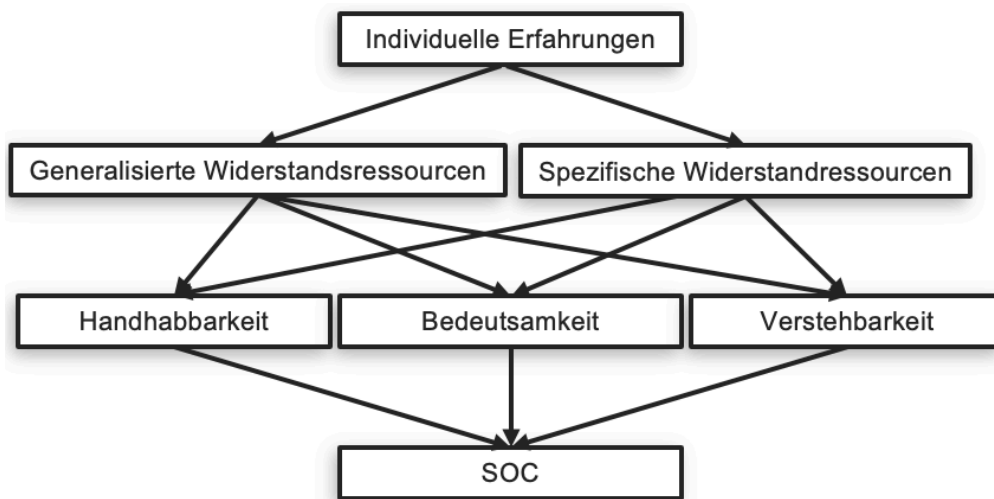 Individuelle Erfahrungen
Generalisierte Widerstandsressourcen
Spezifische Widerstandressourcen
Handhabbarkeit
Bedeutsamkeit
Verstehbarkeit
SOC